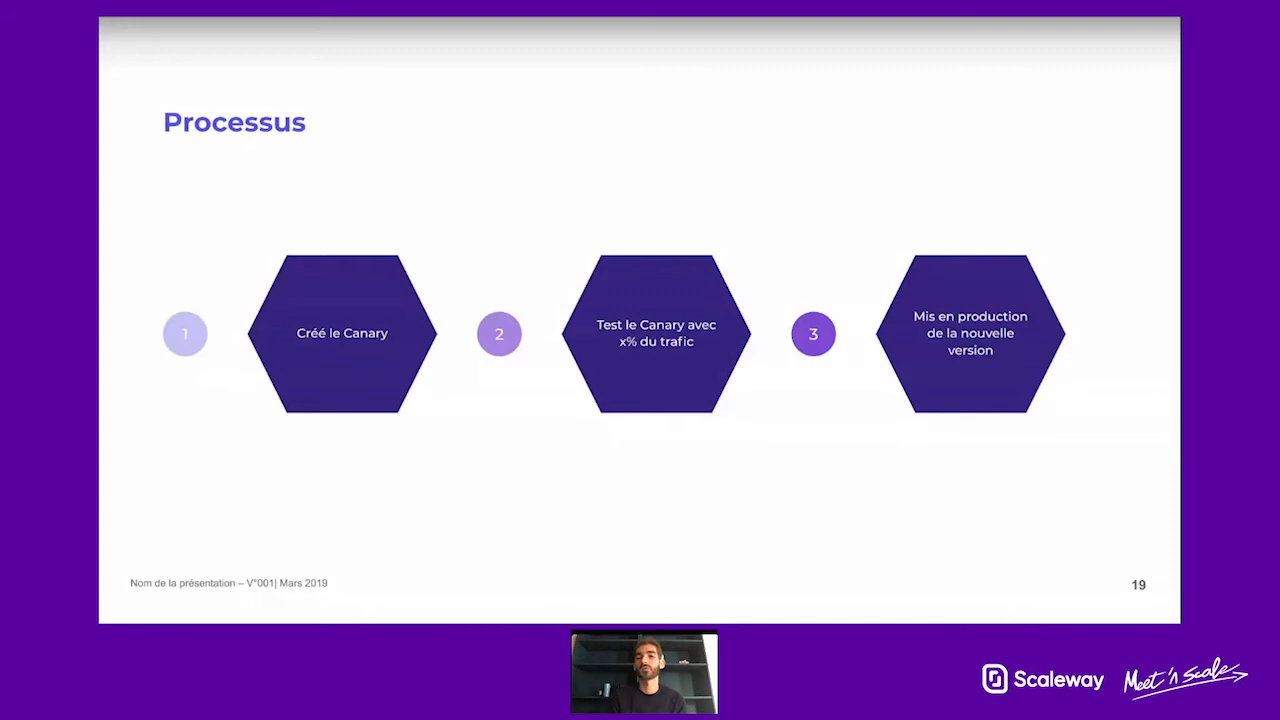 Processus
1
Créé le Canary
2
Test le Canary avec
x% du trafic
3
Mis en production
de la nouvelle
version
Nom de la présentation – V°001| Mars 2019
19
Scaleway
Meet 'n Scale